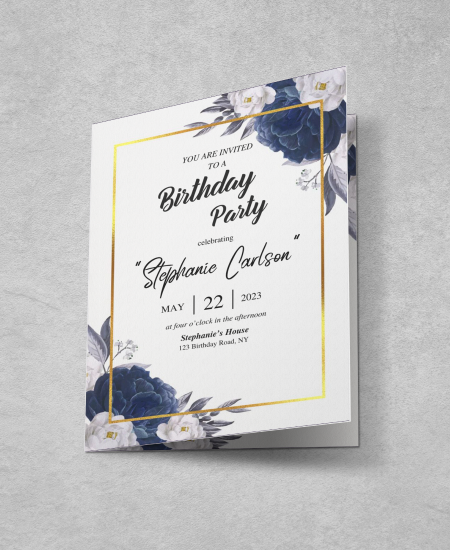 YOU ARE INVITED
TO A
Birthday
Party
celebrating
"Stephanie Carlson"
MAY | 22 | 2023
at four o'clock in the afternoon
Stephanie's House
123 Birthday Road, NY